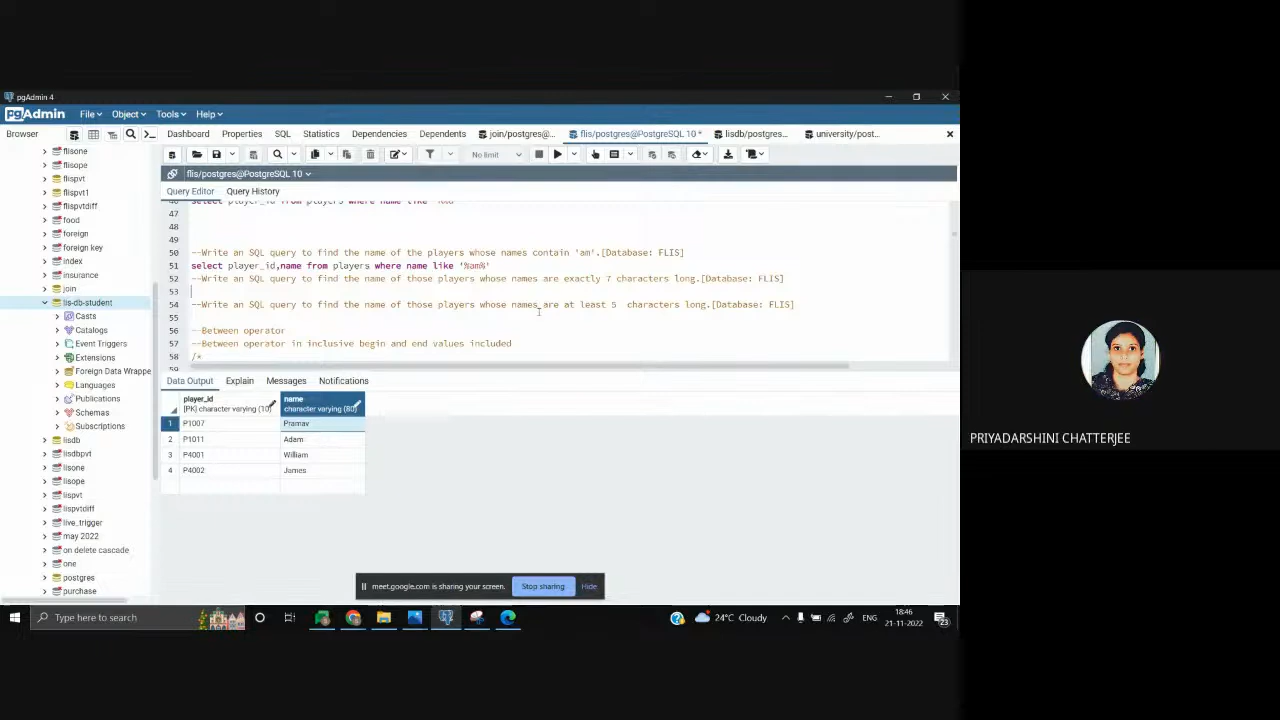 pgAdmin 4
pgAdmin File Object Tools Help
Browser Dashboard Properties SQL Statistics Dependencies Dependents join/postgres@... flis/postgres@PostgreSQL 10 * lisdb/postgres... university/post...
No limit
flis/postgres@PostgreSQL 10
Query Editor Query History
flisone
flisope
flispvt
flispvt1
flispvtdiff
food
foreign
foreign key
index
insurance
join
lis-db-student
Casts
Catalogs
Event Triggers
Extensions
Foreign Data Wrappe
Languages
Publications
Schemas
Subscriptions
lisdb
lisdbpvt
lisone
lisope
lispvt
lispvtdiff
live_trigger
may 2022
on delete cascade
one
postgres
purchase
46 select player_id from players where name like
47
48
49
50 --Write an SQL query to find the name of the players whose names contain 'am'.[Database: FLIS]
51 select player_id,name from players where name like '%am%'
52 --Write an SQL query to find the name of those players whose names are exactly 7 characters long.[Database: FLIS]
53
54 --Write an SQL query to find the name of those players whose names are at least 5 characters long.[Database: FLIS]
55
56 --Between operator
57 --Between operator in inclusive begin and end values included
58 /*
59
Data Output Explain Messages Notifications
player_id name
[PK] character varying (10) character varying (80)
1 P1007 Pramav
2 P1011 Adam
3 P4001 William
4 P4002 James
meet.google.com is sharing your screen. Stop sharing Hide
Type here to search
24°C Cloudy ENG 18:46
21-11-2022 23
PRIYADARSHINI CHATTERJEE